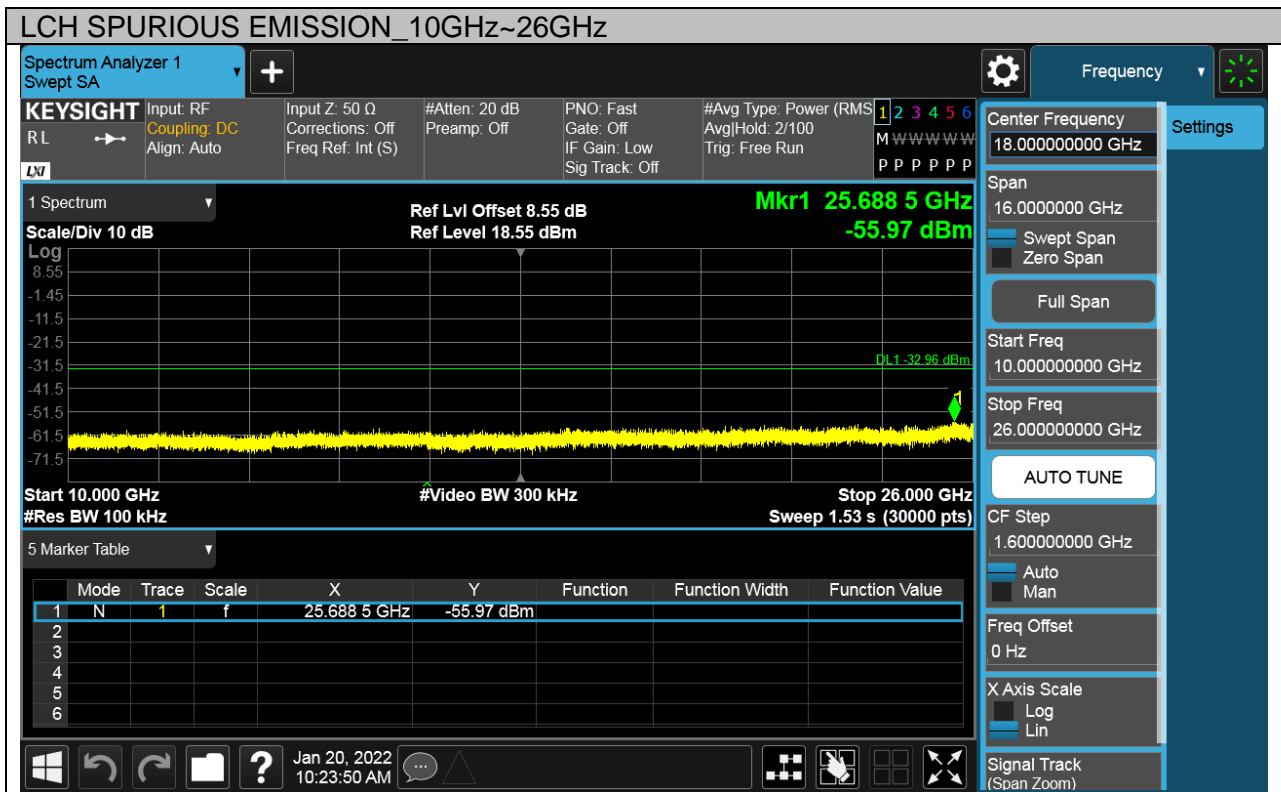 LCH SPURIOUS EMISSION_10GHz~26GHz
Spectrum Analyzer 1
Swept SA
Frequency
KEYSIGHT
RL
LXI
Input: RF
Coupling: DC
Align: Auto
Input Z: 50 Ω
Corrections: Off
Freq Ref: Int (S)
#Atten: 20 dB
Preamp: Off
PNO: Fast
Gate: Off
IF Gain: Low
Sig Track: Off
#Avg Type: Power (RMS
Avg|Hold: 2/100
Trig: Free Run
1 2 3 4 5 6
M W W W W W
P P P P P P
1 Spectrum
Scale/Div 10 dB
Ref Lvl Offset 8.55 dB
Ref Level 18.55 dBm
Mkr1 25.688 5 GHz
-55.97 dBm
Log
8.55
-1.45
-11.5
-21.5
-31.5
-41.5
-51.5
-61.5
-71.5
DL1 -32.96 dBm
1
Start 10.000 GHz
#Video BW 300 kHz
Stop 26.000 GHz
#Res BW 100 kHz
Sweep 1.53 s (30000 pts)
5 Marker Table
Mode Trace Scale X Y Function Function Width Function Value
1 N 1 f 25.688 5 GHz -55.97 dBm
2
3
4
5
6
Jan 20, 2022
10:23:50 AM
Center Frequency
18.000000000 GHz
Settings
Span
16.0000000 GHz
Swept Span
Zero Span
Full Span
Start Freq
10.000000000 GHz
Stop Freq
26.000000000 GHz
AUTO TUNE
CF Step
1.600000000 GHz
Auto
Man
Freq Offset
0 Hz
X Axis Scale
Log
Lin
Signal Track
(Span Zoom)